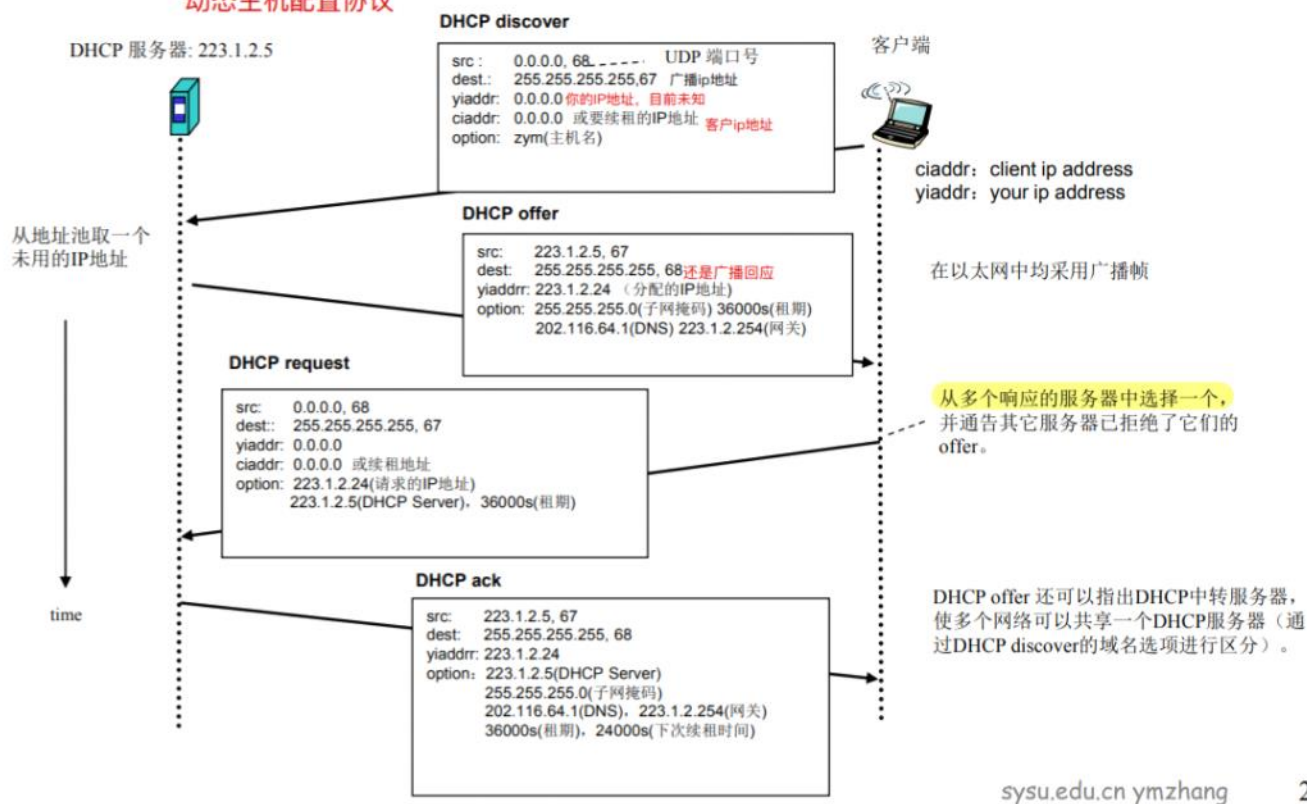 动态主机配置协议
DHCP discover
DHCP 服务器: 223.1.2.5
客户端
src : 0.0.0.0, 68 UDP 端口号
dest.: 255.255.255.255,67 广播ip地址
yiaddr: 0.0.0.0 你的IP地址，目前未知
ciaddr: 0.0.0.0 或要续租的IP地址 客户ip地址
option: zym(主机名)
ciaddr：client ip address
yiaddr：your ip address
DHCP offer
从地址池取一个
未用的IP地址
src: 223.1.2.5, 67
dest: 255.255.255.255, 68还是广播回应
yiaddrr: 223.1.2.24 （分配的IP地址)
option: 255.255.255.0(子网掩码) 36000s(租期)
202.116.64.1(DNS) 223.1.2.254(网关)
在以太网中均采用广播帧
DHCP request
src: 0.0.0.0, 68
dest:: 255.255.255.255, 67
yiaddr: 0.0.0.0
ciaddr: 0.0.0.0 或续租地址
option: 223.1.2.24(请求的IP地址)
223.1.2.5(DHCP Server)，36000s(租期)
从多个响应的服务器中选择一个，
并通告其它服务器已拒绝了它们的
offer。
DHCP ack
time
src: 223.1.2.5, 67
dest: 255.255.255.255, 68
yiaddrr: 223.1.2.24
option：223.1.2.5(DHCP Server)
255.255.255.0(子网掩码)
202.116.64.1(DNS)，223.1.2.254(网关)
36000s(租期)，24000s(下次续租时间)
DHCP offer 还可以指出DHCP中转服务器，
使多个网络可以共享一个DHCP服务器（通
过DHCP discover的域名选项进行区分）。
sysu.edu.cn ymzhang 2